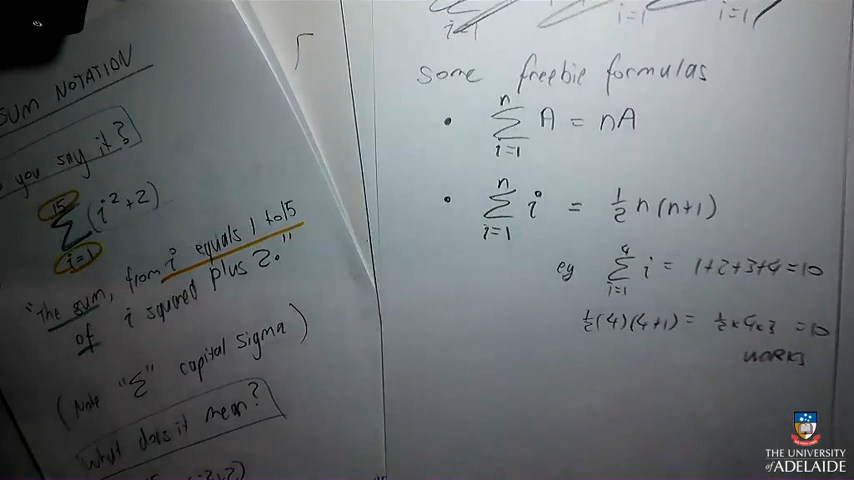 SUM NOTATION
you say it?
15
∑ (i² + 2)
i=1
"The sum, from i equals 1 to 15
of i squared plus 2."
(Note "∑" capital sigma)
What does it mean?
i=1 i=1
Some freebie formulas
• n
∑ A = nA
i=1
• n
∑ i = ½ n(n+1)
i=1
eg 4
∑ i = 1+2+3+4 = 10
i=1
½(4)(4+1) = ½×4×3 = 10
WORKS
THE UNIVERSITY
of ADELAIDE